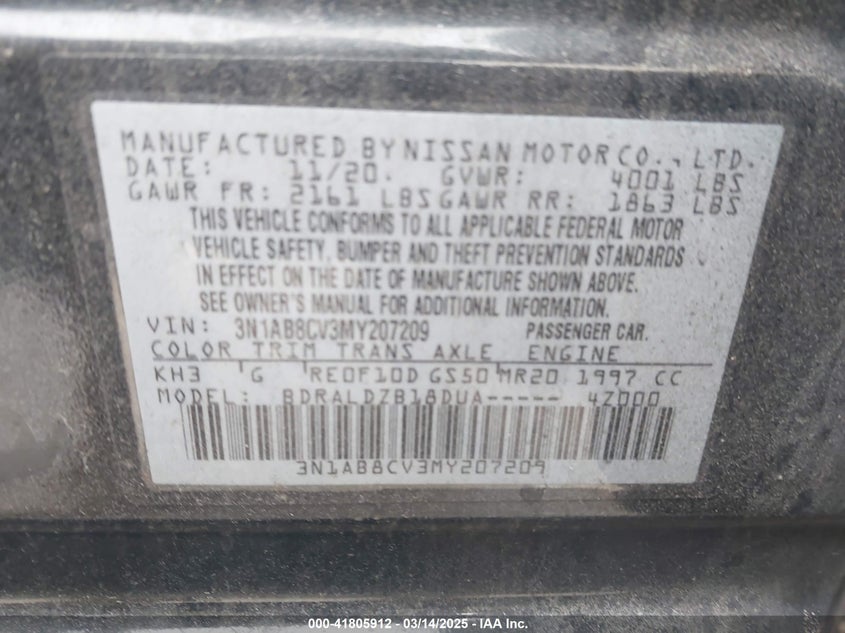 MANUFACTURED BY NISSAN MOTOR CO., LTD.
DATE: 11/20. GVWR: 4001 LBS
GAWR FR: 2161 LBS GAWR RR: 1863 LBS
THIS VEHICLE CONFORMS TO ALL APPLICABLE FEDERAL MOTOR
VEHICLE SAFETY, BUMPER AND THEFT PREVENTION STANDARDS
IN EFFECT ON THE DATE OF MANUFACTURE SHOWN ABOVE.
SEE OWNER'S MANUAL FOR ADDITIONAL INFORMATION.
VIN: 3N1AB8CV3MY207209 PASSENGER CAR.
COLOR TRIM TRANS AXLE ENGINE
KH3 G RE0F10D GS50 MR20 1997 CC
MODEL: BDRALDZB18DUA----- 4Z000
3N1AB8CV3MY207209
000-41805912 - 03/14/2025 - IAA Inc.